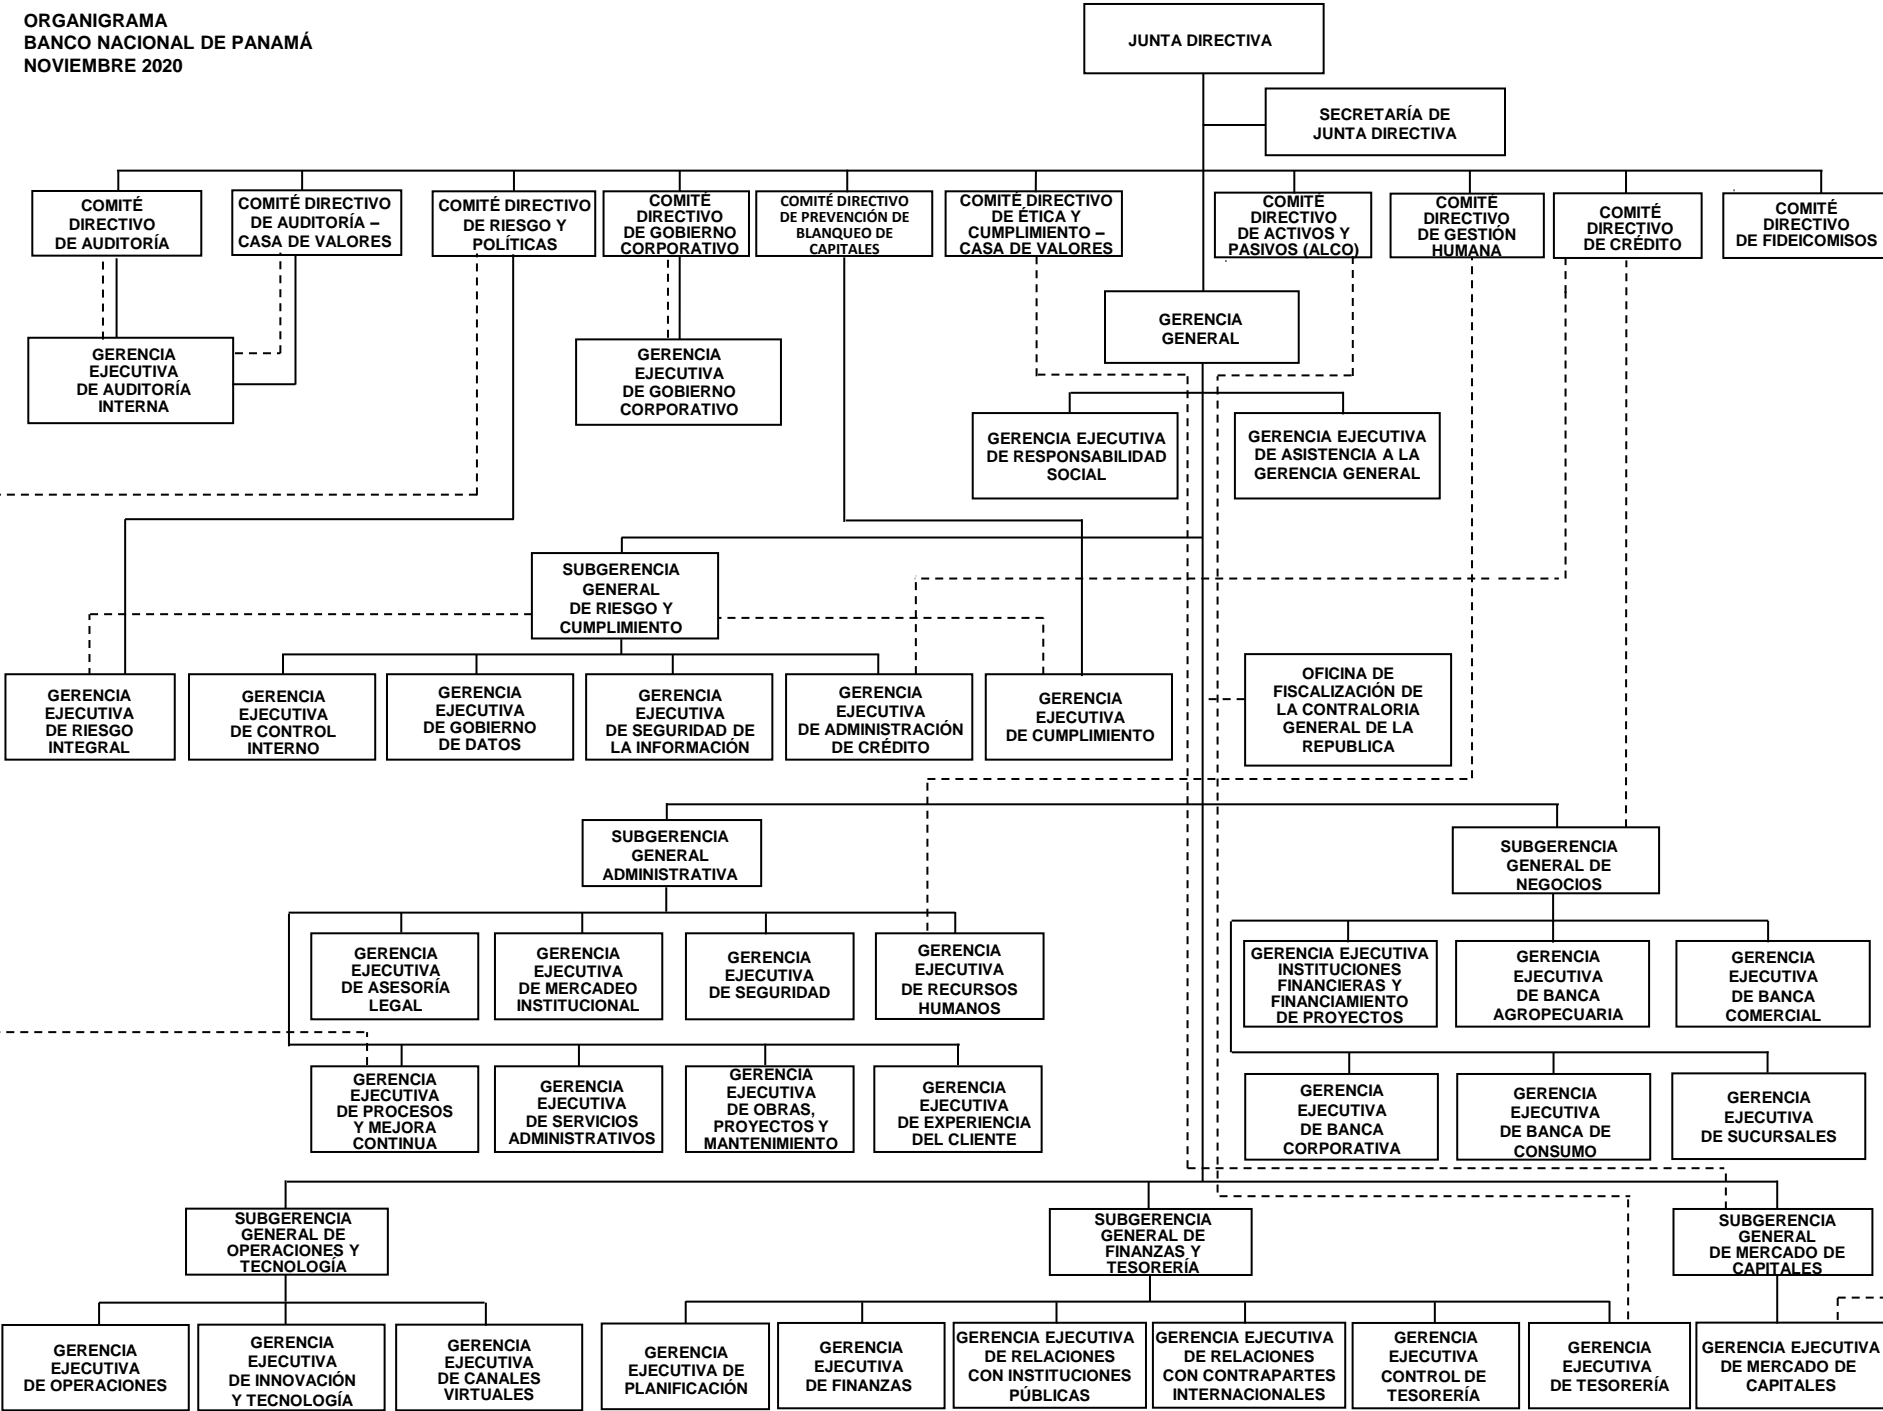 ORGANIGRAMA
BANCO NACIONAL DE PANAMÁ
NOVIEMBRE 2020
JUNTA DIRECTIVA
SECRETARÍA DE
JUNTA DIRECTIVA
COMITÉ
DIRECTIVO
DE AUDITORÍA
COMITÉ DIRECTIVO
DE AUDITORÍA –
CASA DE VALORES
COMITÉ DIRECTIVO
DE RIESGO Y
POLÍTICAS
COMITÉ
DIRECTIVO
DE GOBIERNO
CORPORATIVO
COMITÉ DIRECTIVO
DE PREVENCIÓN DE
BLANQUEO DE
CAPITALES
COMITÉ DIRECTIVO
DE ÉTICA Y
CUMPLIMIENTO –
CASA DE VALORES
COMITÉ
DIRECTIVO
DE ACTIVOS Y
PASIVOS (ALCO)
COMITÉ
DIRECTIVO
DE GESTIÓN
HUMANA
COMITÉ
DIRECTIVO
DE CRÉDITO
COMITÉ
DIRECTIVO
DE FIDEICOMISOS
GERENCIA
GENERAL
GERENCIA
EJECUTIVA
DE AUDITORÍA
INTERNA
GERENCIA
EJECUTIVA
DE GOBIERNO
CORPORATIVO
GERENCIA EJECUTIVA
DE RESPONSABILIDAD
SOCIAL
GERENCIA EJECUTIVA
DE ASISTENCIA A LA
GERENCIA GENERAL
SUBGERENCIA
GENERAL
DE RIESGO Y
CUMPLIMIENTO
GERENCIA
EJECUTIVA
DE RIESGO
INTEGRAL
GERENCIA
EJECUTIVA
DE CONTROL
INTERNO
GERENCIA
EJECUTIVA
DE GOBIERNO
DE DATOS
GERENCIA
EJECUTIVA
DE SEGURIDAD DE
LA INFORMACIÓN
GERENCIA
EJECUTIVA
DE ADMINISTRACIÓN
DE CRÉDITO
GERENCIA
EJECUTIVA
DE CUMPLIMIENTO
OFICINA DE
FISCALIZACIÓN DE
LA CONTRALORIA
GENERAL DE LA
REPUBLICA
SUBGERENCIA
GENERAL
ADMINISTRATIVA
SUBGERENCIA
GENERAL DE
NEGOCIOS
GERENCIA
EJECUTIVA
DE ASESORÍA
LEGAL
GERENCIA
EJECUTIVA
DE MERCADEO
INSTITUCIONAL
GERENCIA
EJECUTIVA
DE SEGURIDAD
GERENCIA
EJECUTIVA
DE RECURSOS
HUMANOS
GERENCIA EJECUTIVA
INSTITUCIONES
FINANCIERAS Y
FINANCIAMIENTO
DE PROYECTOS
GERENCIA
EJECUTIVA
DE BANCA
AGROPECUARIA
GERENCIA
EJECUTIVA
DE BANCA
COMERCIAL
GERENCIA
EJECUTIVA
DE PROCESOS
Y MEJORA
CONTINUA
GERENCIA
EJECUTIVA
DE SERVICIOS
ADMINISTRATIVOS
GERENCIA
EJECUTIVA
DE OBRAS,
PROYECTOS Y
MANTENIMIENTO
GERENCIA
EJECUTIVA
DE EXPERIENCIA
DEL CLIENTE
GERENCIA
EJECUTIVA
DE BANCA
CORPORATIVA
GERENCIA
EJECUTIVA
DE BANCA DE
CONSUMO
GERENCIA
EJECUTIVA
DE SUCURSALES
SUBGERENCIA
GENERAL DE
OPERACIONES Y
TECNOLOGÍA
SUBGERENCIA
GENERAL DE
FINANZAS Y
TESORERÍA
SUBGERENCIA
GENERAL
DE MERCADO DE
CAPITALES
GERENCIA
EJECUTIVA
DE OPERACIONES
GERENCIA
EJECUTIVA
DE INNOVACIÓN
Y TECNOLOGÍA
GERENCIA
EJECUTIVA
DE CANALES
VIRTUALES
GERENCIA
EJECUTIVA DE
PLANIFICACIÓN
GERENCIA
EJECUTIVA
DE FINANZAS
GERENCIA EJECUTIVA
DE RELACIONES
CON INSTITUCIONES
PÚBLICAS
GERENCIA EJECUTIVA
DE RELACIONES
CON CONTRAPARTES
INTERNACIONALES
GERENCIA
EJECUTIVA
CONTROL DE
TESORERÍA
GERENCIA
EJECUTIVA
DE TESORERÍA
GERENCIA EJECUTIVA
DE MERCADO DE
CAPITALES